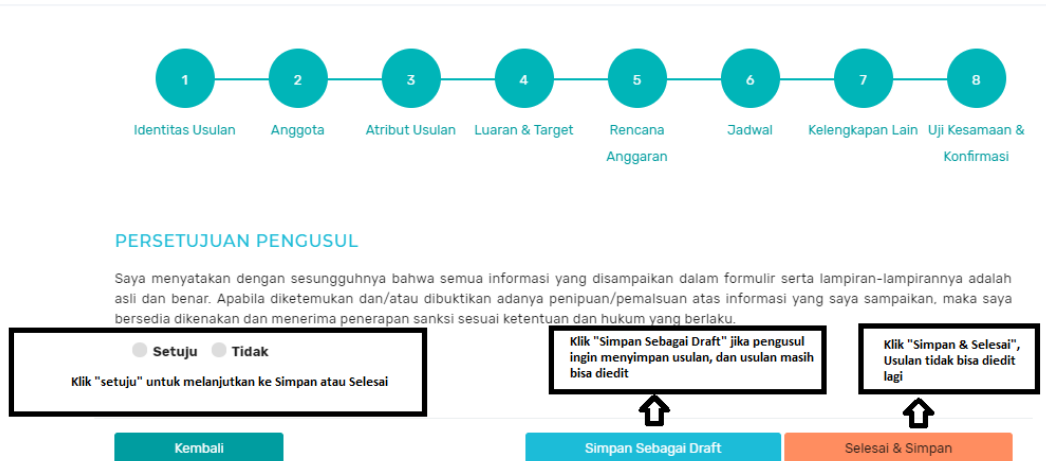 1
2
3
4
5
6
7
8
Identitas Usulan
Anggota
Atribut Usulan
Luaran & Target
Rencana
Anggaran
Jadwal
Kelengkapan Lain
Uji Kesamaan &
Konfirmasi
PERSETUJUAN PENGUSUL
Saya menyatakan dengan sesungguhnya bahwa semua informasi yang disampaikan dalam formulir serta lampiran-lampirannya adalah
asli dan benar. Apabila diketemukan dan/atau dibuktikan adanya penipuan/pemalsuan atas informasi yang saya sampaikan, maka saya
bersedia dikenakan dan menerima penerapan sanksi sesuai ketentuan dan hukum yang berlaku.
Setuju Tidak
Klik "setuju" untuk melanjutkan ke Simpan atau Selesai
Klik "Simpan Sebagai Draft" jika pengusul
ingin menyimpan usulan, dan usulan masih
bisa diedit
Klik "Simpan & Selesai",
Usulan tidak bisa diedit
lagi
Kembali
Simpan Sebagai Draft
Selesai & Simpan